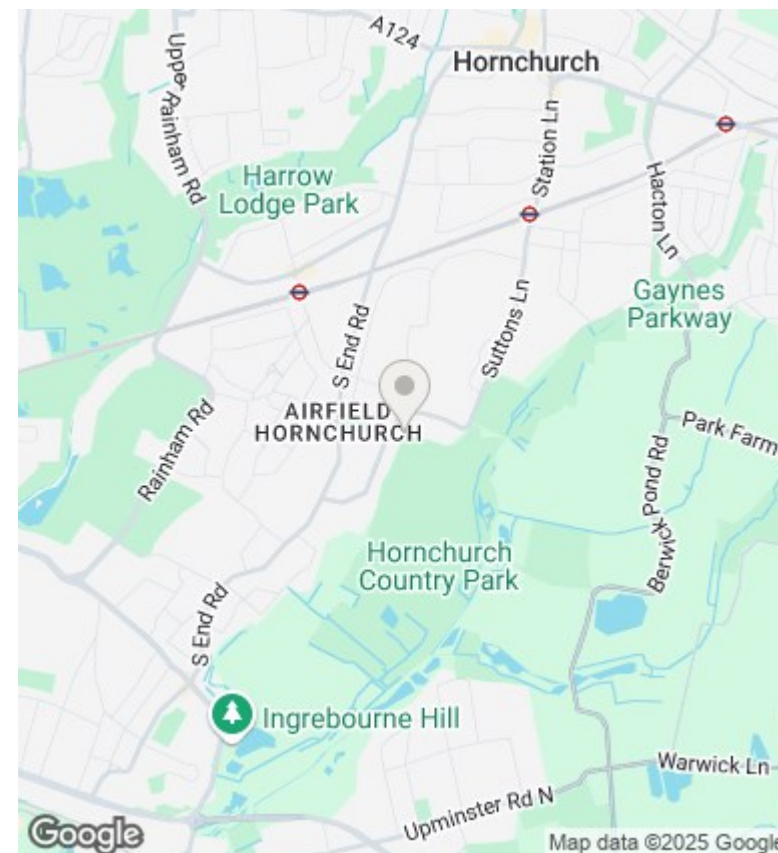 A124
Hornchurch
Upper Rainham Rd
Station Ln
Harrow
Lodge Park
Hacton Ln
Gaynes
Parkway
S End Rd
Suttons Ln
AIRFIELD
HORNCHURCH
Rainham Rd
Park Farm
Berwick Pond Rd
Hornchurch
Country Park
S End Rd
Ingrebourne Hill
Warwick Ln
Upminster Rd N
Google
Map data ©2025 Google